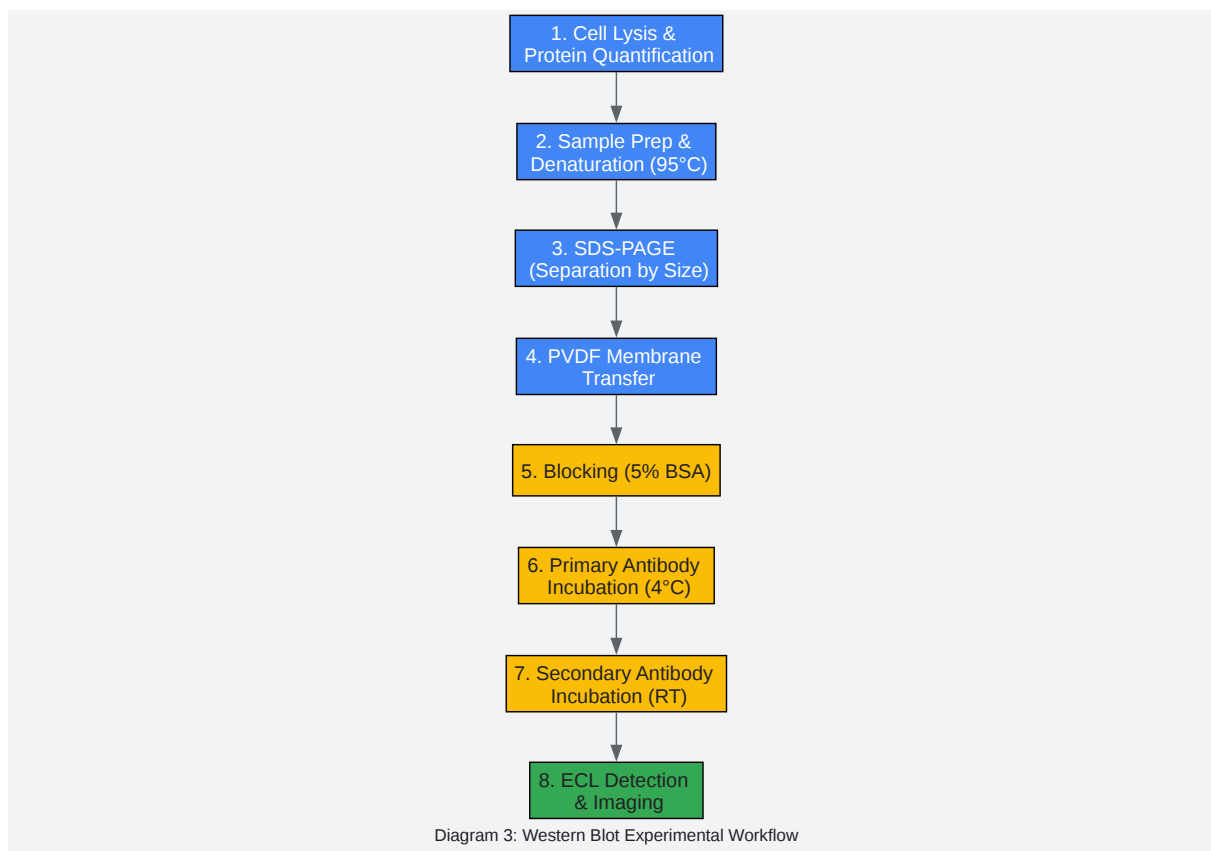 1. Cell Lysis &
Protein Quantification
2. Sample Prep &
Denaturation (95°C)
3. SDS-PAGE
(Separation by Size)
4. PVDF Membrane
Transfer
5. Blocking (5% BSA)
6. Primary Antibody
Incubation (4°C)
7. Secondary Antibody
Incubation (RT)
8. ECL Detection
& Imaging
Diagram 3: Western Blot Experimental Workflow